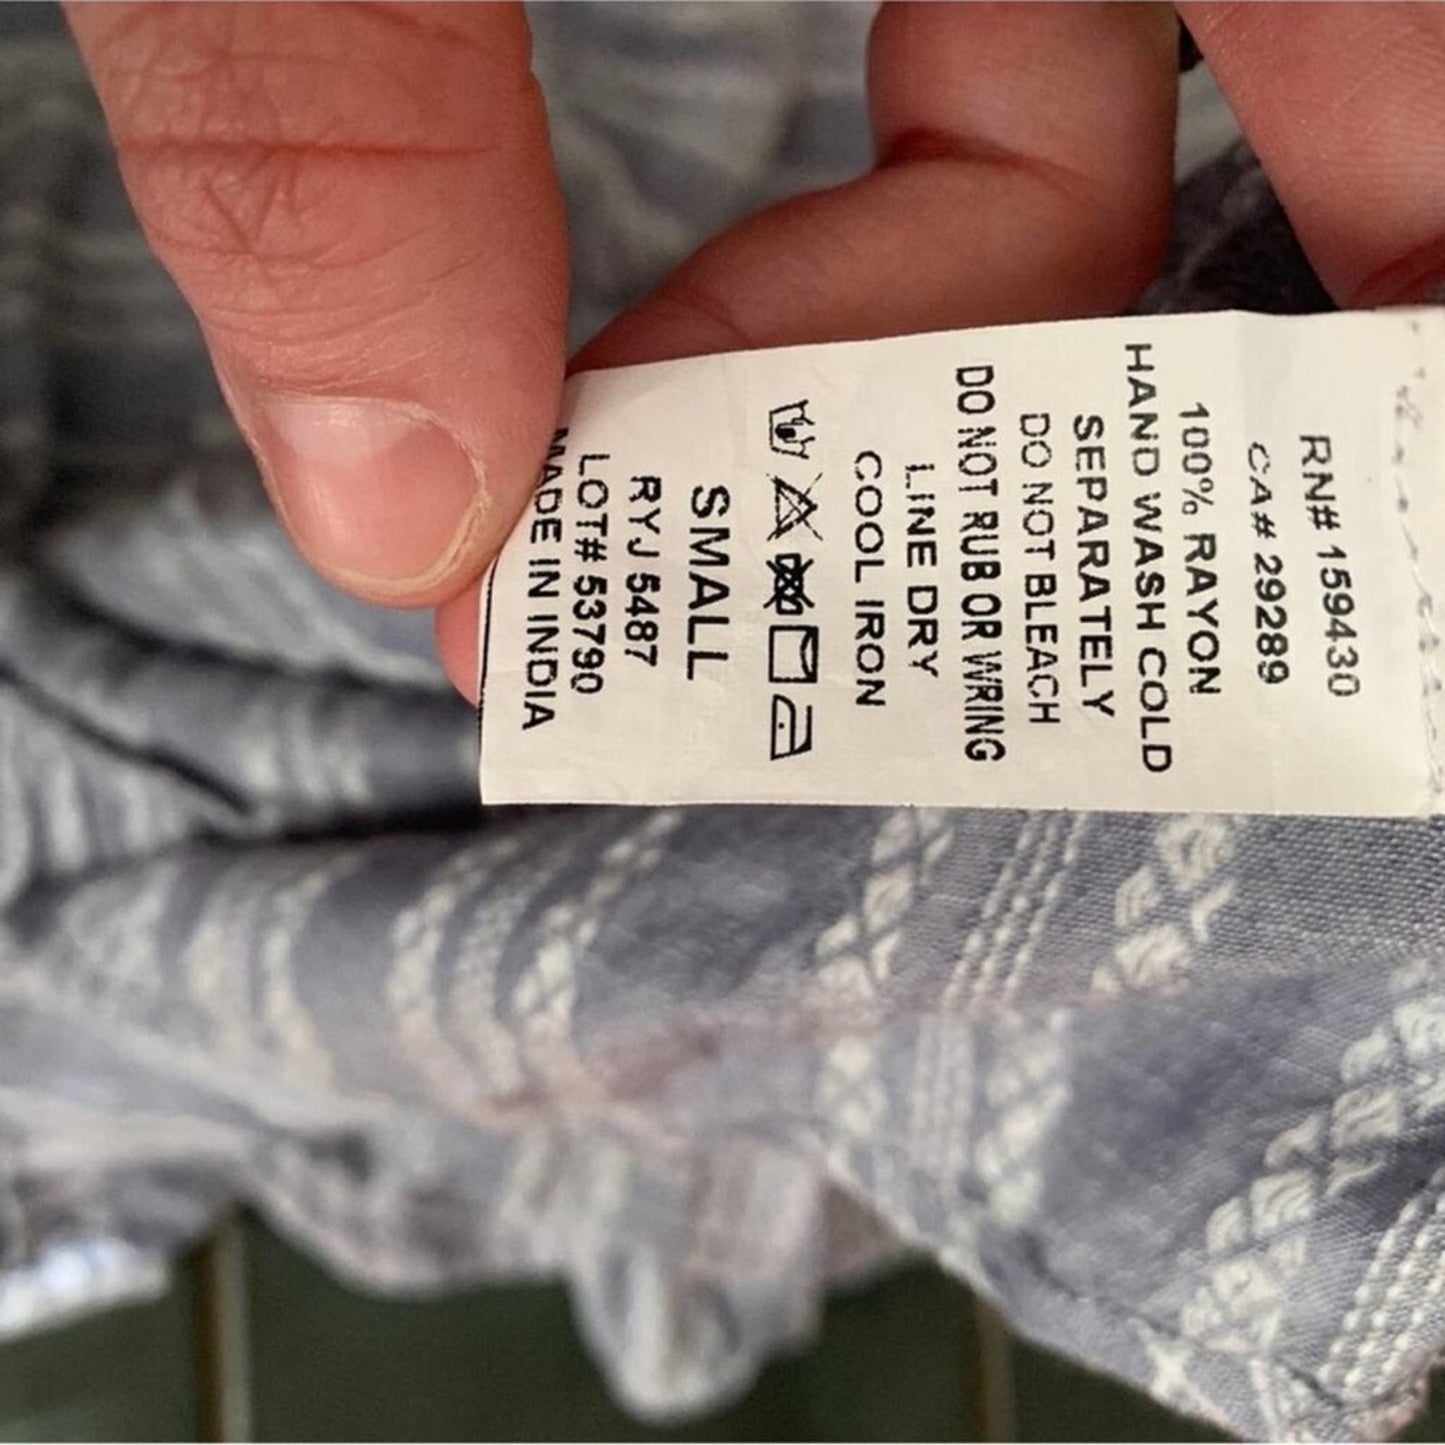 RN# 159430
CA# 29289
100% RAYON
HAND WASH COLD
SEPARATELY
DO NOT BLEACH
DO NOT RUB OR WRING
LINE DRY
COOL IRON
SMALL
RYJ 5487
LOT# 53790
MADE IN INDIA